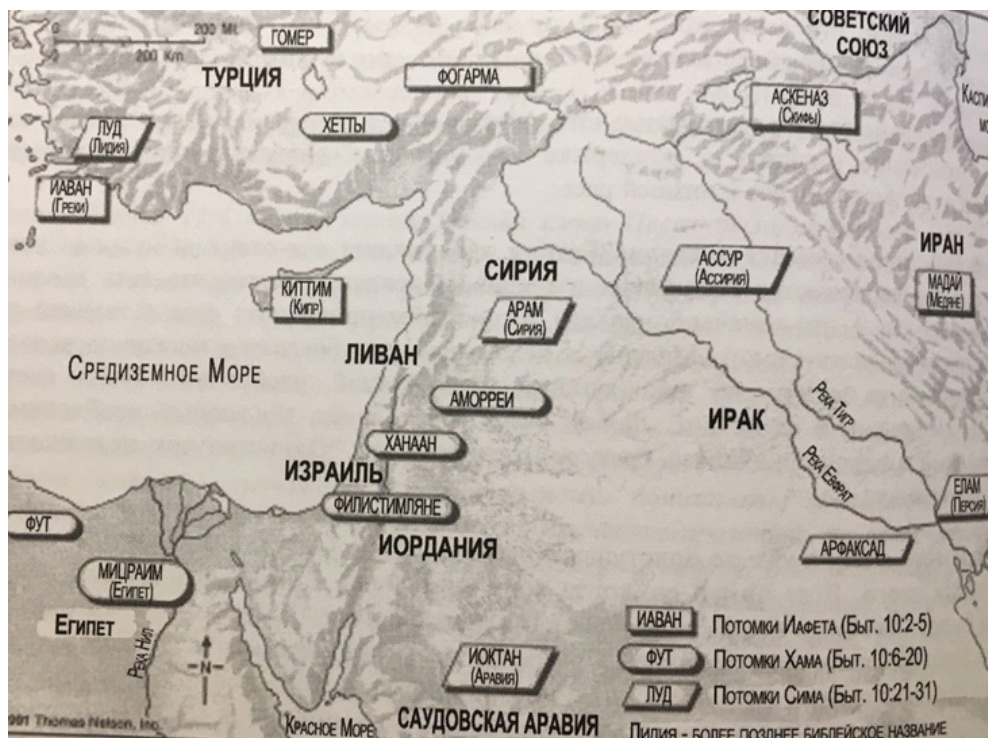 СОВЕТСКИЙ
СОЮЗ
0 200 Mi.
200 Km.
ГОМЕР
ТУРЦИЯ
ФОГАРМА
АСКЕНАЗ
(Скифы)
ЛУД
(Лидия)
ХЕТТЫ
ИАВАН
(Греки)
ИРАН
АССУР
(Ассирия)
СИРИЯ
МАДАЙ
(Медяне)
КИТТИМ
(Кипр)
АРАМ
(Сирия)
ЛИВАН
Средиземное Море
АМОРРЕИ
Река Тигр
ИРАК
ХАНААН
ИЗРАИЛЬ
Река Евфрат
ЕЛАМ
(Персия)
ФИЛИСТИМЛЯНЕ
ФУТ
ИОРДАНИЯ
АРФАКСАД
МИЦРАИМ
(Египет)
Египет
Река Нил
N
ИОКТАН
(Аравия)
ИАВАН Потомки Иафета (Быт. 10:2-5)
ФУТ Потомки Хама (Быт. 10:6-20)
ЛУД Потомки Сима (Быт. 10:21-31)
Thomas Nelson, Inc.
Красное Море
САУДОВСКАЯ АРАВИЯ
Лидия - более позднее библейское название